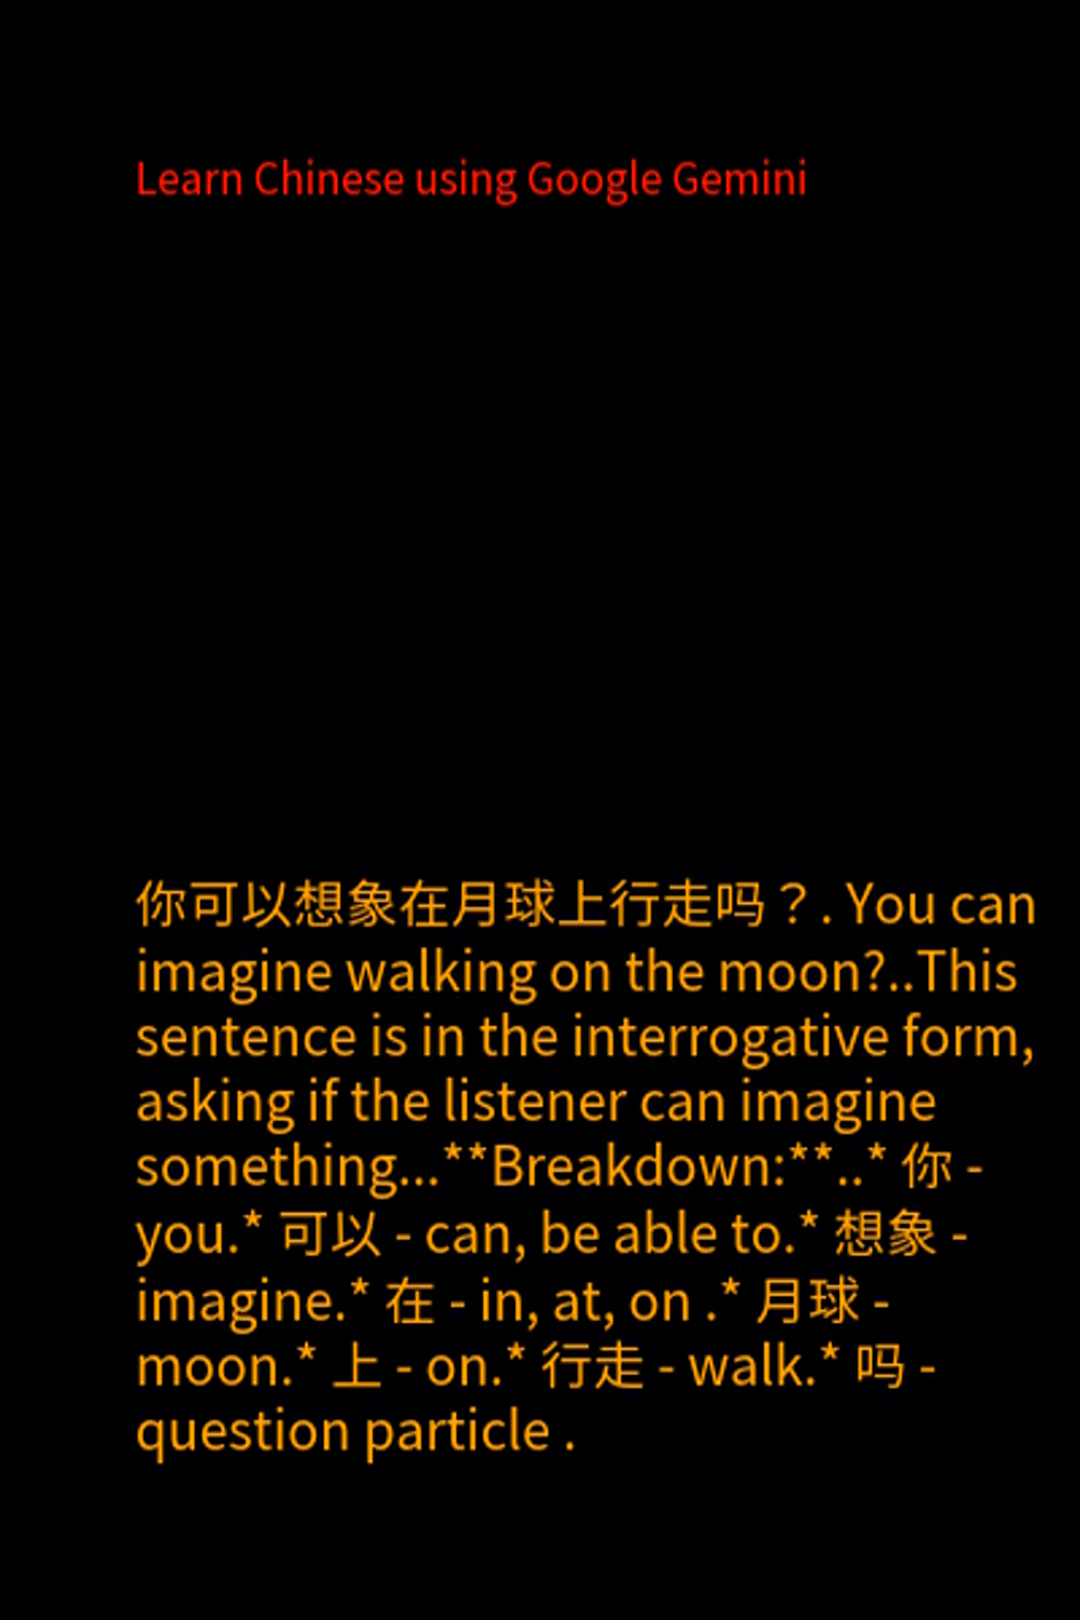 Learn Chinese using Google Gemini
你可以想象在月球上行走吗？. You can
imagine walking on the moon?..This
sentence is in the interrogative form,
asking if the listener can imagine
something...**Breakdown:**..* 你 -
you.* 可以 - can, be able to.* 想象 -
imagine.* 在 - in, at, on .* 月球 -
moon.* 上 - on.* 行走 - walk.* 吗 -
question particle .